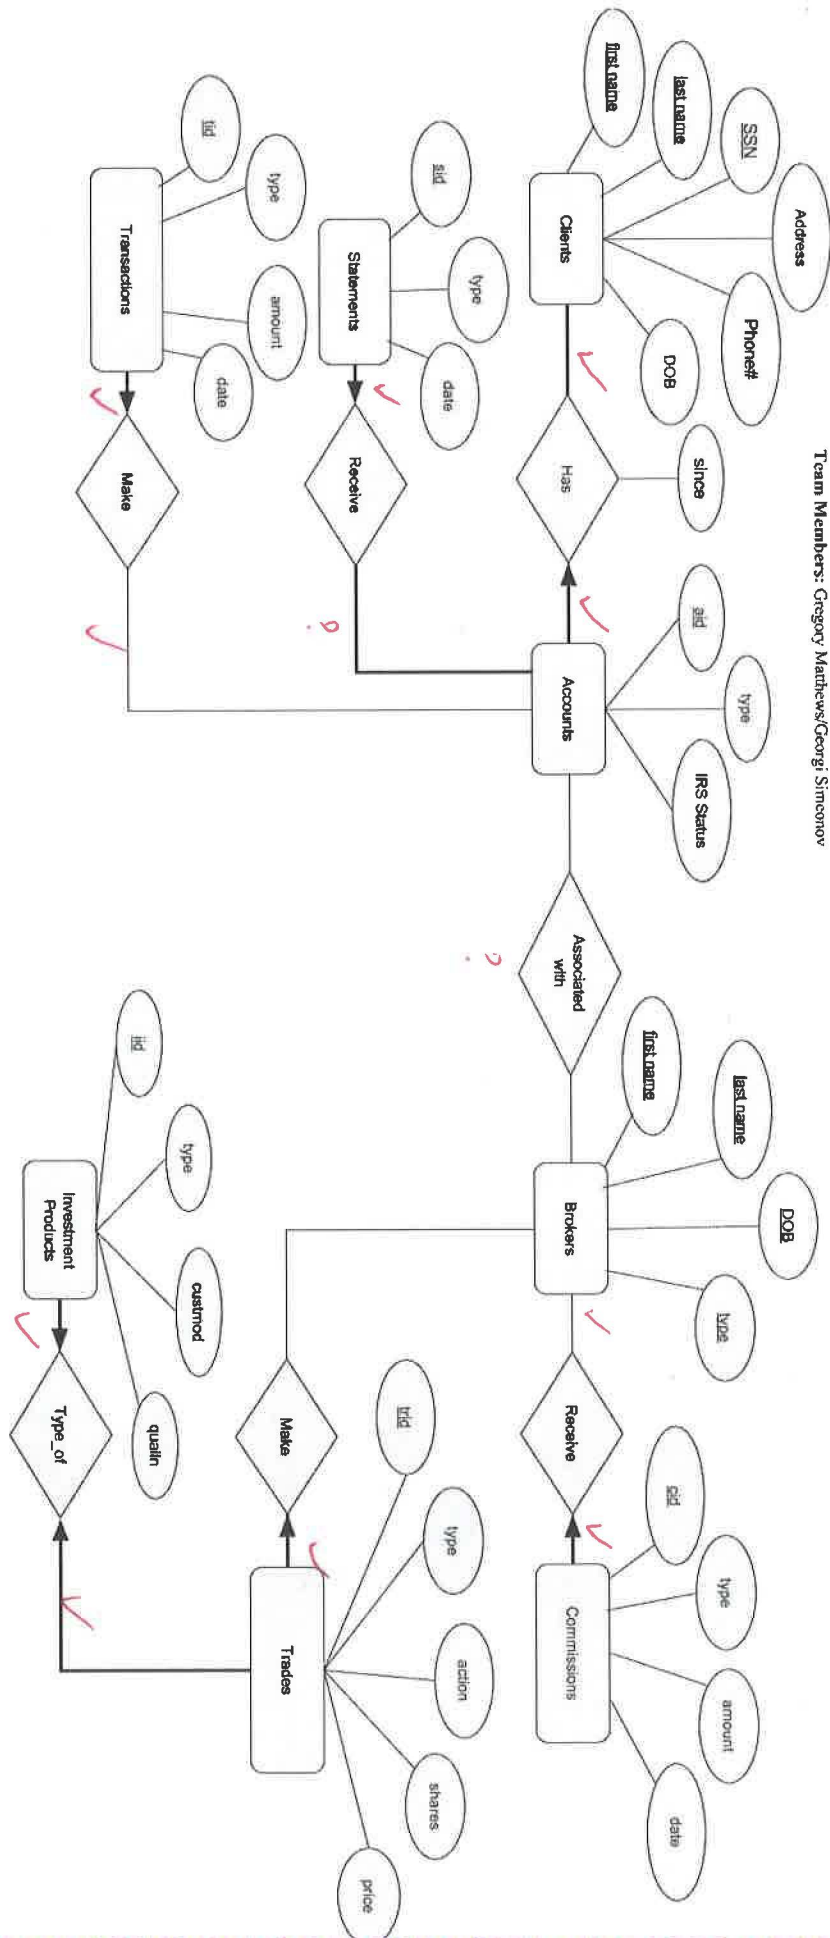 Team Members: Gregory Matthews/Georgi Simeonov
first name
last name
SSN
Address
Phone#
DOB
Clients
Has
since
aid
type
IRS Status
Accounts
Associated
with
first name
last name
DOB
type
Brokers
Receive
cid
type
amount
date
Commissions
sid
type
date
Statements
Receive
tid
type
amount
date
Transactions
Make
Make
trid
type
action
shares
price
Trades
iid
type
custmod
qualin
Investment
Products
Type_of